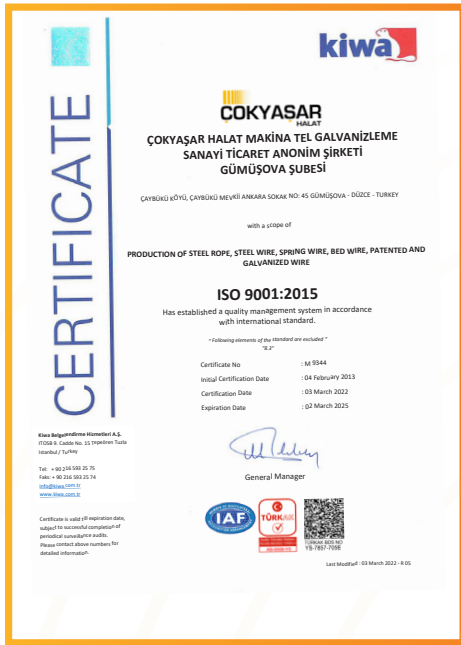 kiwa
CERTIFICATE
ÇOKYAŞAR
HALAT
ÇOKYAŞAR HALAT MAKİNA TEL GALVANİZLEME
SANAYİ TİCARET ANONİM ŞİRKETİ
GÜMÜŞOVA ŞUBESİ
ÇAYBÜKÜ KÖYÜ, ÇAYBÜKÜ MEVKİİ ANKARA SOKAK NO: 45 GÜMÜŞOVA - DÜZCE - TURKEY
with a scope of
PRODUCTION OF STEEL ROPE, STEEL WIRE, SPRING WIRE, BED WIRE, PATENTED AND
GALVANIZED WIRE
ISO 9001:2015
Has established a quality management system in accordance
with international standard.
" Following elements of the standard are excluded "
"8.3"
Certificate No : M 9344
Initial Certification Date : 04 February 2013
Certification Date : 03 March 2022
Expiration Date : 02 March 2025
General Manager
Kiwa Belgelendirme Hizmetleri A.Ş.
ITOSB 9. Cadde No. 15 Tepeören Tuzla
Istanbul / Turkey
Tel: + 90 216 593 25 75
Faks: + 90 216 593 25 74
info@kiwa.com.tr
www.kiwa.com.tr
Certificate is valid till expiration date,
subject to successful completion of
periodical surveillance audits.
Please contact above numbers for
detailed information.
IAF
TÜRKAK
TÜRKAK BDS NO
YS-7857-709E
Last Modified : 03 March 2022 - R 05